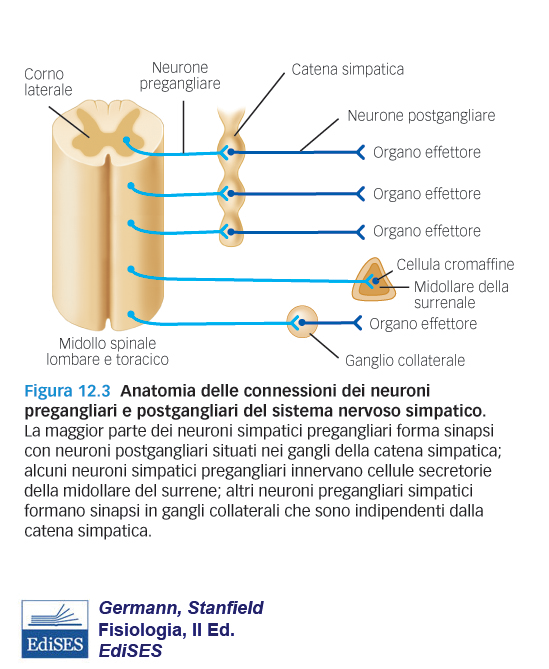 Corno
laterale
Neurone
pregangliare
Catena simpatica
Neurone postgangliare
Organo effettore
Organo effettore
Organo effettore
Cellula cromaffine
Midollare della
surrenale
Organo effettore
Midollo spinale
lombare e toracico
Ganglio collaterale
Figura 12.3 Anatomia delle connessioni dei neuroni
pregangliari e postgangliari del sistema nervoso simpatico.
La maggior parte dei neuroni simpatici pregangliari forma sinapsi
con neuroni postgangliari situati nei gangli della catena simpatica;
alcuni neuroni simpatici pregangliari innervano cellule secretorie
della midollare del surrene; altri neuroni pregangliari simpatici
formano sinapsi in gangli collaterali che sono indipendenti dalla
catena simpatica.
EdiSES
Germann, Stanfield
Fisiologia, II Ed.
EdiSES